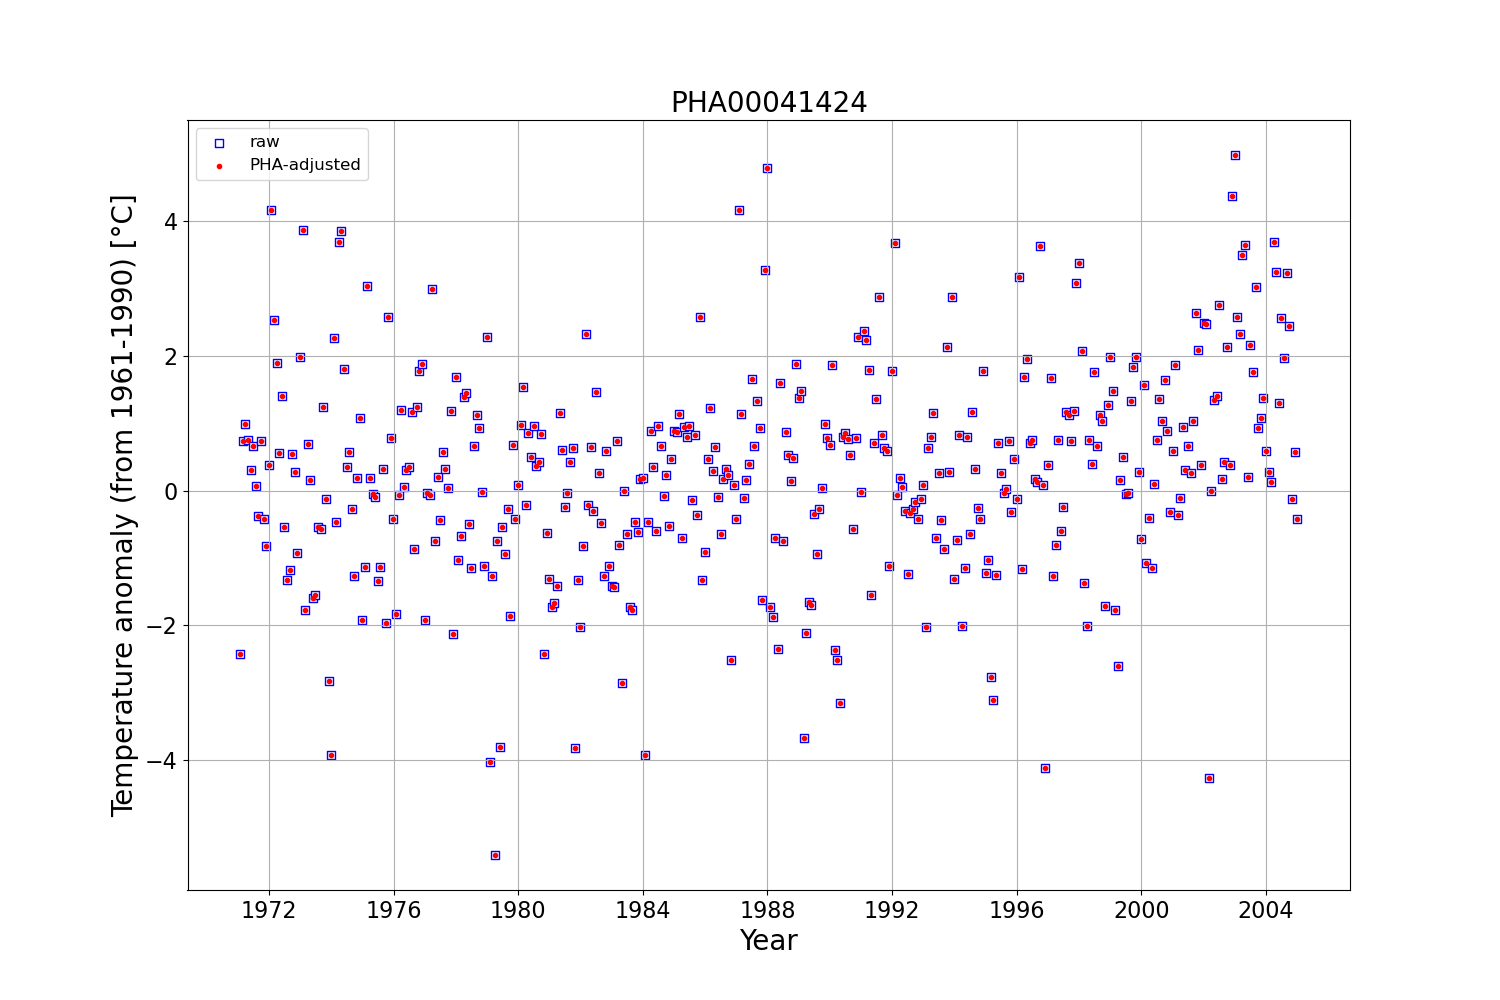 PHA00041424
raw
PHA-adjusted
Temperature anomaly (from 1961-1990) [°C]
4
2
0
−2
−4
1972 1976 1980 1984 1988 1992 1996 2000 2004
Year